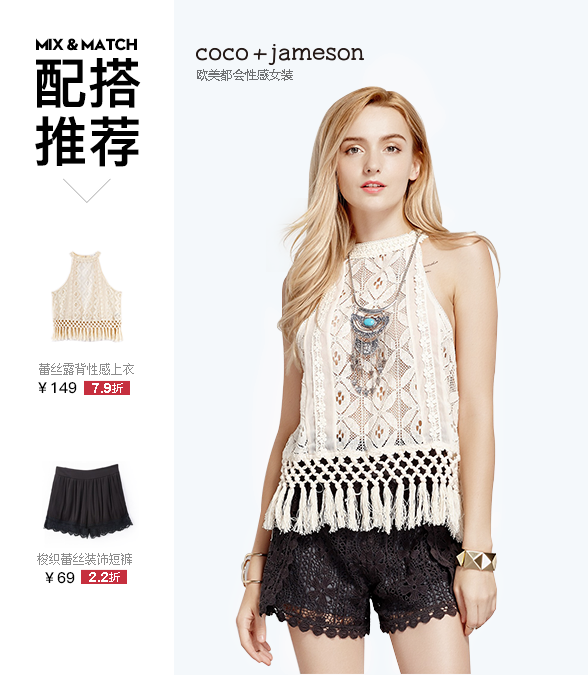 MIX & MATCH
配搭
推荐
coco+jameson
欧美都会性感女装
蕾丝露背性感上衣
¥149 7.9折
梭织蕾丝装饰短裤
¥69 2.2折